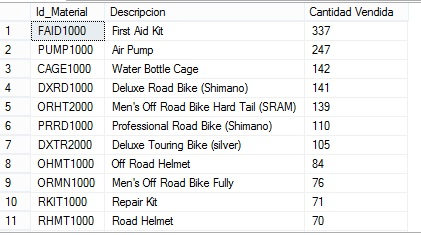 Id_Material Descripcion Cantidad Vendida
1 FAID1000 First Aid Kit 337
2 PUMP1000 Air Pump 247
3 CAGE1000 Water Bottle Cage 142
4 DXRD1000 Deluxe Road Bike (Shimano) 141
5 ORHT2000 Men's Off Road Bike Hard Tail (SRAM) 139
6 PRRD1000 Professional Road Bike (Shimano) 110
7 DXTR2000 Deluxe Touring Bike (silver) 105
8 OHMT1000 Off Road Helmet 84
9 ORMN1000 Men's Off Road Bike Fully 76
10 RKIT1000 Repair Kit 71
11 RHMT1000 Road Helmet 70